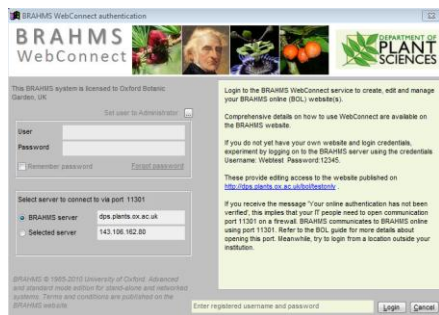 BRAHMS WebConnect authentication
BRAHMS
WebConnect
DEPARTMENT OF
PLANT
SCIENCES
This BRAHMS system is licensed to Oxford Botanic
Garden, UK
Set user to Administrator
User
Password
Remember password
Forgot password
Select server to connect to via port 11301
BRAHMS server
dps.plants.ox.ac.uk
Selected server
143.106.162.80
BRAHMS © 1985-2010 University of Oxford. Advanced
and standard mode edition for stand-alone and networked
systems. Terms and conditions are published on the
BRAHMS website
Login to the BRAHMS WebConnect service to create, edit and manage
your BRAHMS online (BOL) website(s).
Comprehensive details on how to use WebConnect are available on
the BRAHMS website.
If you do not yet have your own website and login credentials,
experiment by logging on to the BRAHMS server using the credentials
Username: Webtest Password:12345.
These provide editing access to the website published on
http://dps.plants.ox.ac.uk/bol/testonly .
If you receive the message 'Your online authentication has not been
verified', this implies that your IT people need to open communication
port 11301 on a firewall. BRAHMS communicates to BRAHMS online
using port 11301. Refer to the BOL guide for more details about
opening this port. Meanwhile, try to login from a location outside your
institution.
Enter registered username and password
Login
Cancel